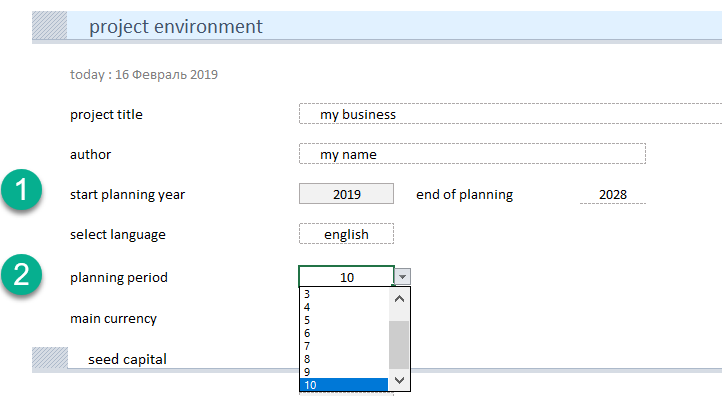 project environment
today : 16 Февраль 2019
project title my business
author my name
1 start planning year 2019 end of planning 2028
select language english
2 planning period 10
3
4
5
6
7
8
9
10
main currency
seed capital